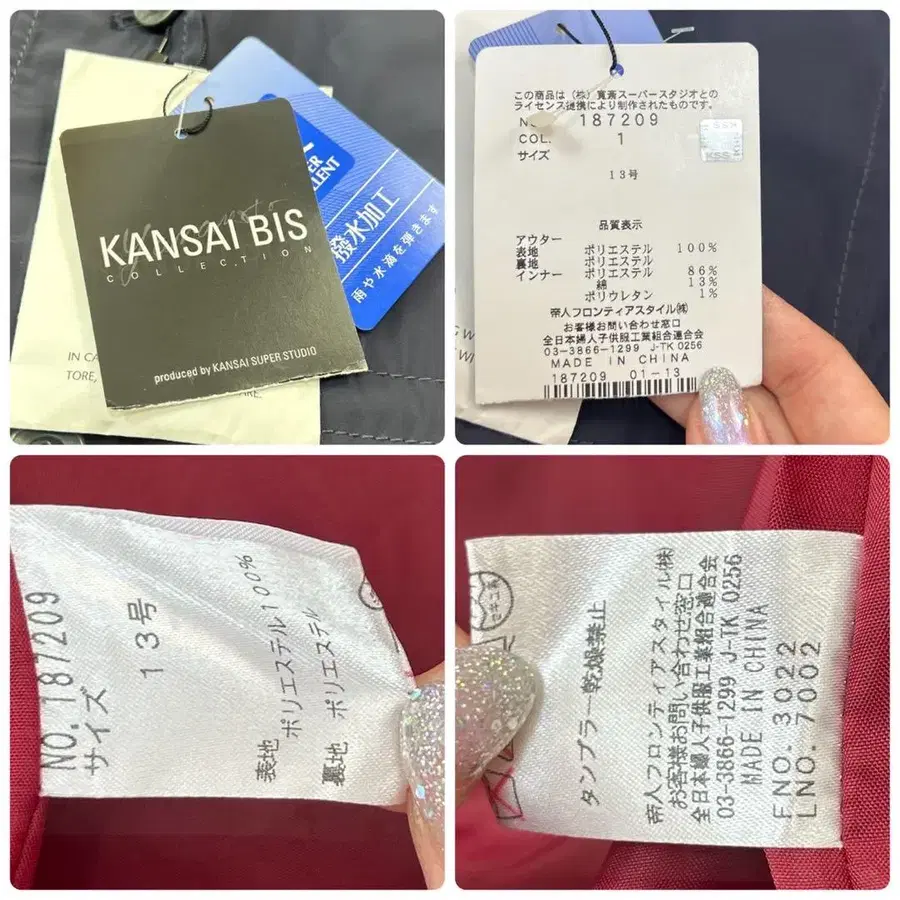 KANSAI BIS
COLLECTION
produced by KANSAI SUPER STUDIO
撥水加工
雨や水滴を弾きます
IN CA
TORE,
この商品は（株）寛斎スーパースタジオとの
ライセンス提携により制作されたものです。
187209
COL. 1
サイズ
13号
品質表示
アウター
表地 ポリエステル 100%
裏地 ポリエステル
インナー ポリエステル 86%
綿 13%
ポリウレタン 1%
帝人フロンティアスタイル㈱
お客様お問い合わせ窓口
全日本婦人子供服工業組合連合会
03-3866-1299 J-TK 0256
MADE IN CHINA
187209 01-13
NO. 187209
サイズ
13号
表地 ポリエステル100%
裏地 ポリエステル
タンブラー乾燥禁止
帝人フロンティアスタイル㈱
お客様お問い合わせ窓口
全日本婦人子供服工業組合連合会
03-3866-1299 J-TK 0256
MADE IN CHINA
FNO. 3022
LNO. 7002